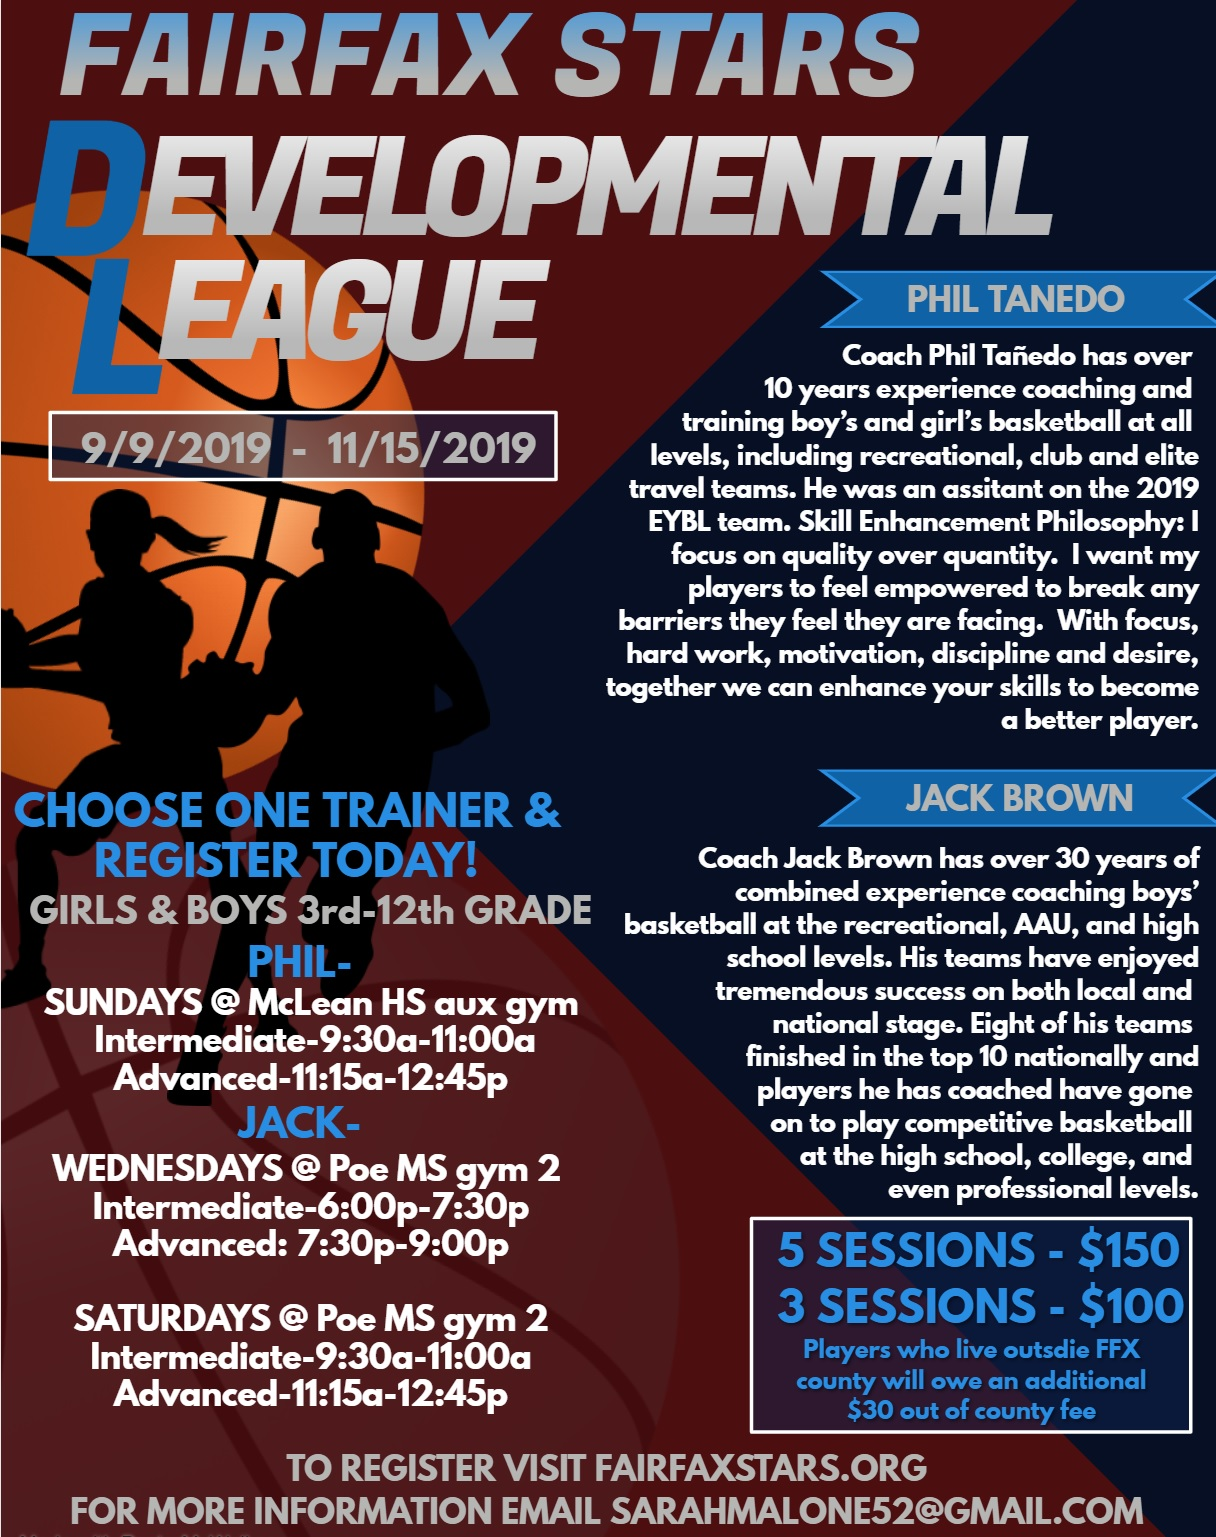 FAIRFAX STARS
DEVELOPMENTAL
LEAGUE
9/9/2019 - 11/15/2019
PHIL TANEDO
Coach Phil Tañedo has over
10 years experience coaching and
training boy's and girl's basketball at all
levels, including recreational, club and elite
travel teams. He was an assitant on the 2019
EYBL team. Skill Enhancement Philosophy: I
focus on quality over quantity. I want my
players to feel empowered to break any
barriers they feel they are facing. With focus,
hard work, motivation, discipline and desire,
together we can enhance your skills to become
a better player.
CHOOSE ONE TRAINER &
REGISTER TODAY!
GIRLS & BOYS 3rd-12th GRADE
PHIL-
SUNDAYS @ McLean HS aux gym
Intermediate-9:30a-11:00a
Advanced-11:15a-12:45p
JACK-
WEDNESDAYS @ Poe MS gym 2
Intermediate-6:00p-7:30p
Advanced: 7:30p-9:00p
SATURDAYS @ Poe MS gym 2
Intermediate-9:30a-11:00a
Advanced-11:15a-12:45p
JACK BROWN
Coach Jack Brown has over 30 years of
combined experience coaching boys'
basketball at the recreational, AAU, and high
school levels. His teams have enjoyed
tremendous success on both local and
national stage. Eight of his teams
finished in the top 10 nationally and
players he has coached have gone
on to play competitive basketball
at the high school, college, and
even professional levels.
5 SESSIONS - $150
3 SESSIONS - $100
Players who live outsdie FFX
county will owe an additional
$30 out of county fee
TO REGISTER VISIT FAIRFAXSTARS.ORG
FOR MORE INFORMATION EMAIL SARAHMALONE52@GMAIL.COM